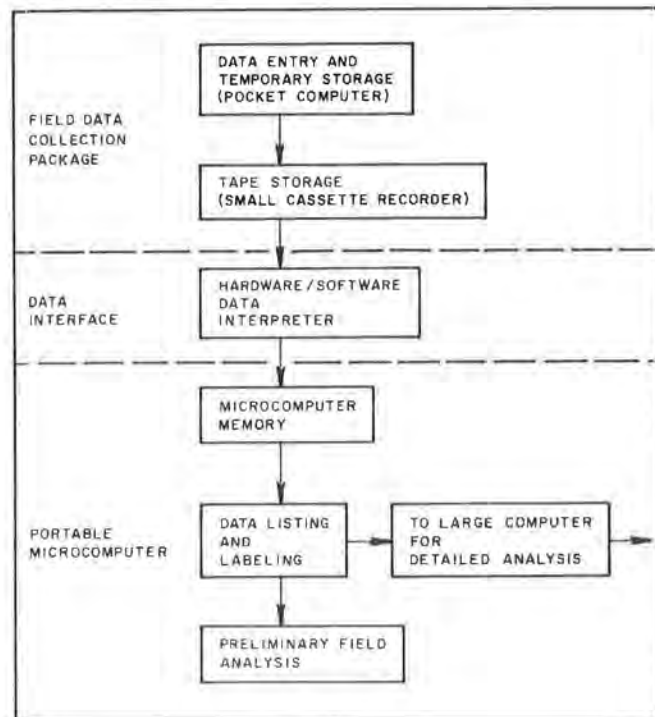 DATA ENTRY AND
TEMPORARY STORAGE
(POCKET COMPUTER)
FIELD DATA
COLLECTION
PACKAGE
TAPE STORAGE
(SMALL CASSETTE RECORDER)
DATA
INTERFACE
HARDWARE/SOFTWARE
DATA
INTERPRETER
MICROCOMPUTER
MEMORY
PORTABLE
MICROCOMPUTER
DATA LISTING
AND
LABELING
TO LARGE COMPUTER
FOR
DETAILED ANALYSIS
PRELIMINARY FIELD
ANALYSIS